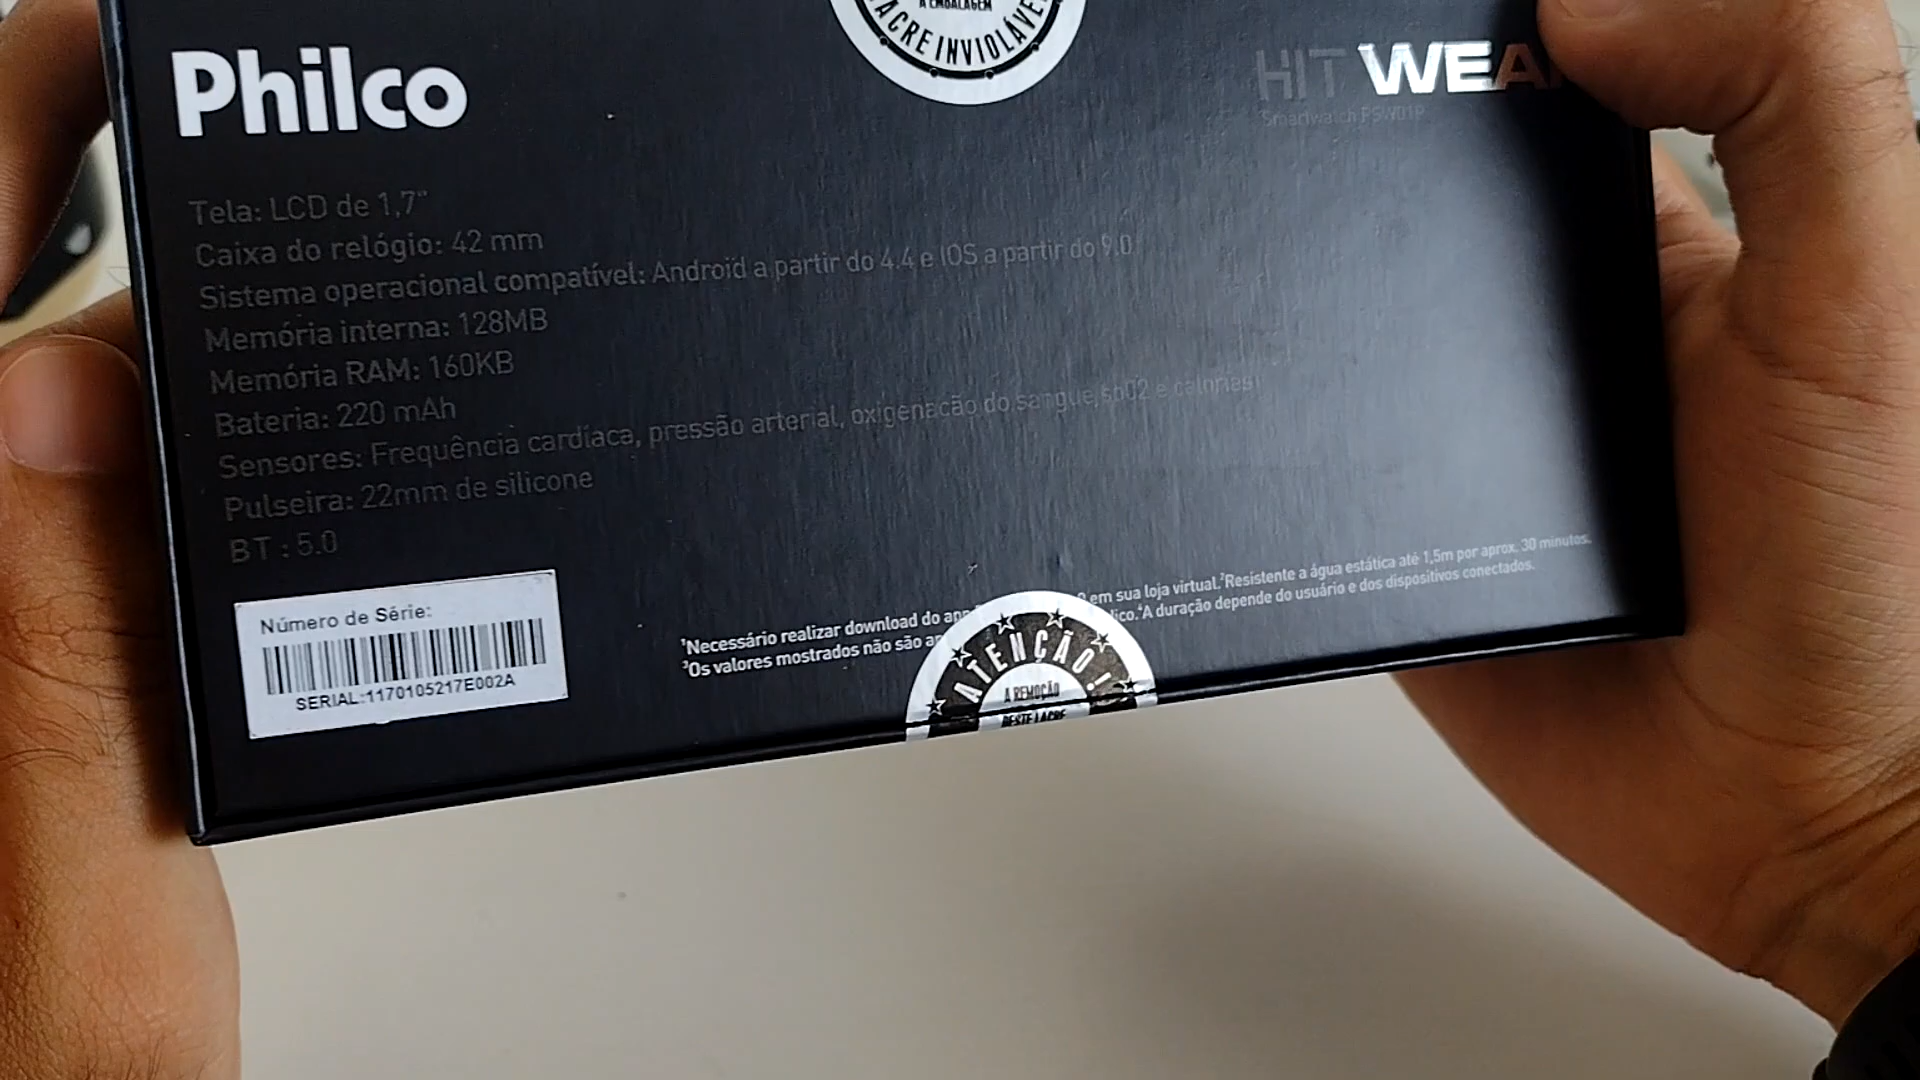 A EMBALAGEM
LACRE INVIOLÁVEL
Philco
HIT WEA
Smartwatch PSW01P
Tela: LCD de 1,7"
Caixa do relógio: 42 mm
Sistema operacional compatível: Android a partir do 4.4 e IOS a partir do 9.0
Memória interna: 128MB
Memória RAM: 160KB
Bateria: 220 mAh
Sensores: Frequência cardíaca, pressão arterial, oxigenacão do sangue,spO2 e calorias
Pulseira: 22mm de silicone
BT : 5.0
Número de Série:
SERIAL:1170105217E002A
¹Necessário realizar download do em sua loja virtual.²Resistente a água estática até 1,5m por aprox. 30 minutos.
³Os valores mostrados não são .⁴A duração depende do usuário e dos dispositivos conectados.
ATENÇÃO!
A REMOÇÃO
DESTE LACRE